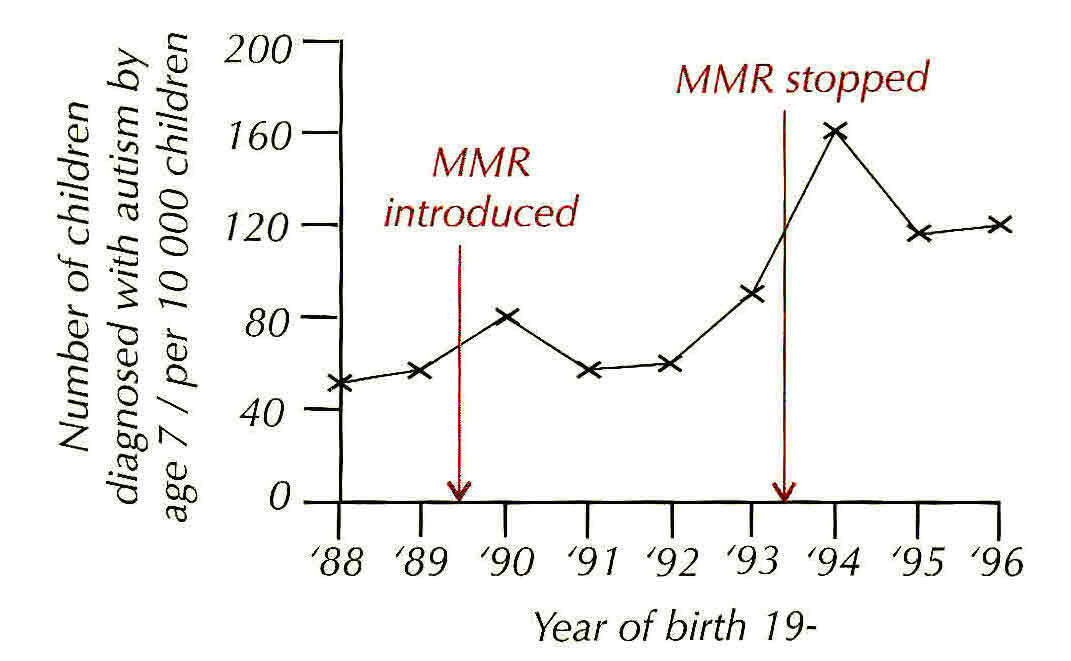 Number of children
diagnosed with autism by
age 7 / per 10 000 children
200
160
120
80
40
0
MMR
introduced
MMR stopped
'88 '89 '90 '91 '92 '93 '94 '95 '96
Year of birth 19-